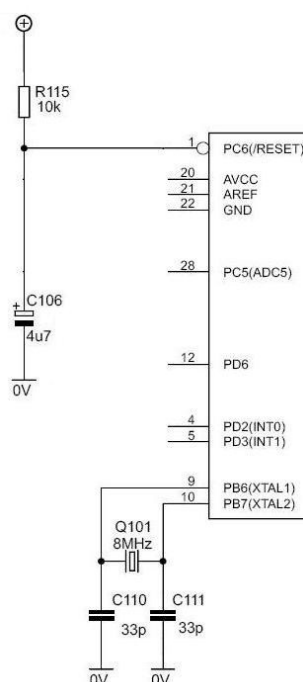 R115
10k
1 PC6(/RESET)
20 AVCC
21 AREF
22 GND
28 PC5(ADC5)
+ C106
4u7
0V
12 PD6
4 PD2(INT0)
5 PD3(INT1)
9 PB6(XTAL1)
10 PB7(XTAL2)
Q101
8MHz
C110 C111
33p 33p
0V 0V